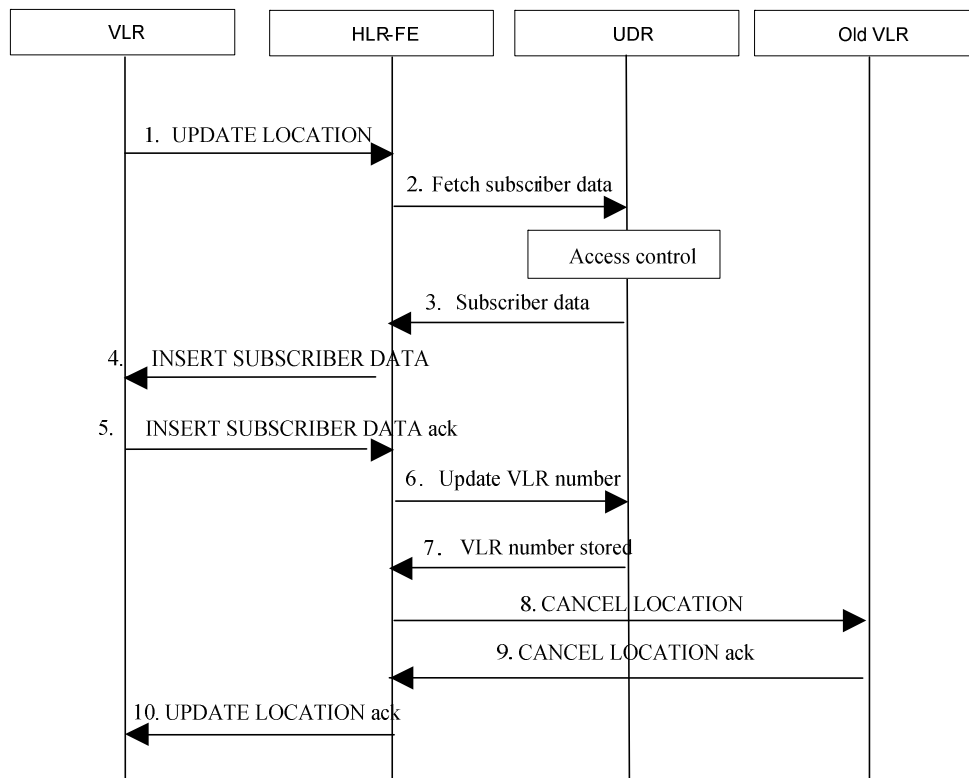 VLR
HLR-FE
UDR
Old VLR
1. UPDATE LOCATION
2. Fetch subscriber data
Access control
3. Subscriber data
4. INSERT SUBSCRIBER DATA
5. INSERT SUBSCRIBER DATA ack
6. Update VLR number
7. VLR number stored
8. CANCEL LOCATION
9. CANCEL LOCATION ack
10. UPDATE LOCATION ack